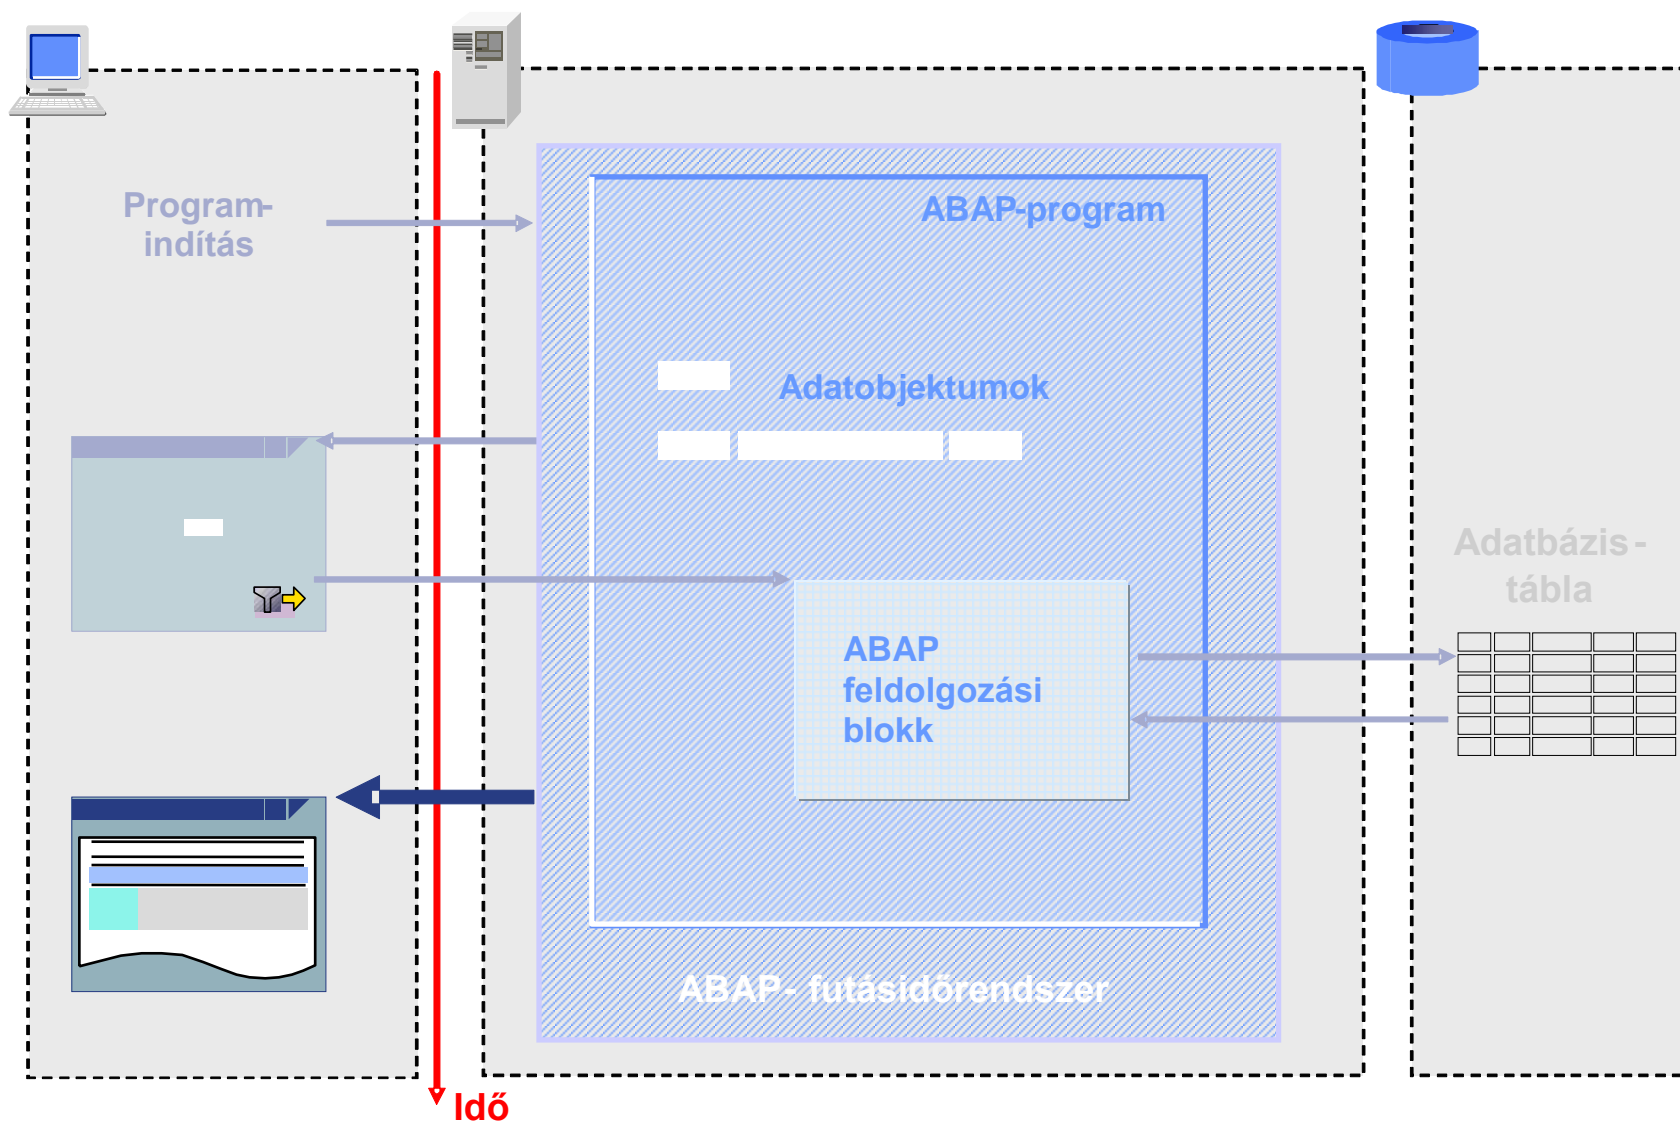 Program-
indítás
ABAP-program
Adatobjektumok
Adatbázis-
tábla
ABAP
feldolgozási
blokk
ABAP- futásidőrendszer
Idő